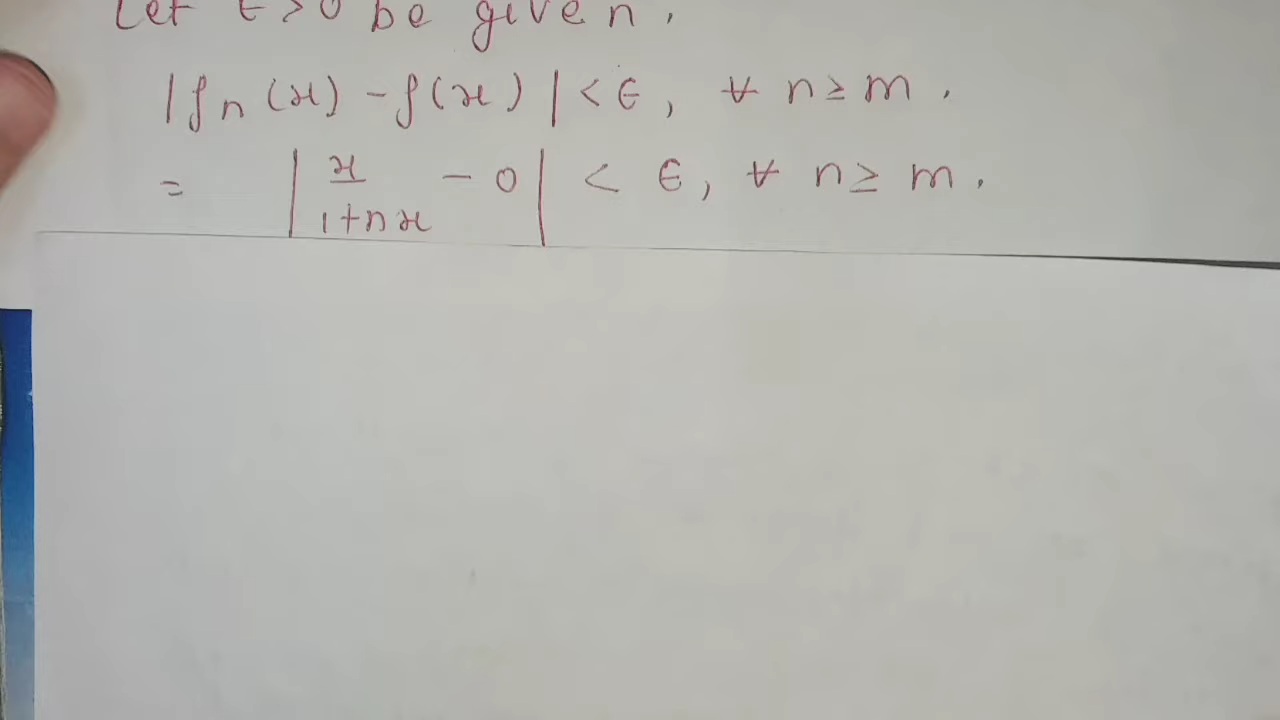 Let ε > 0 be given,
|fn(x) - f(x)| < ε, ∀ n ≥ m.
= |x/(1+nx) - 0| < ε, ∀ n ≥ m.